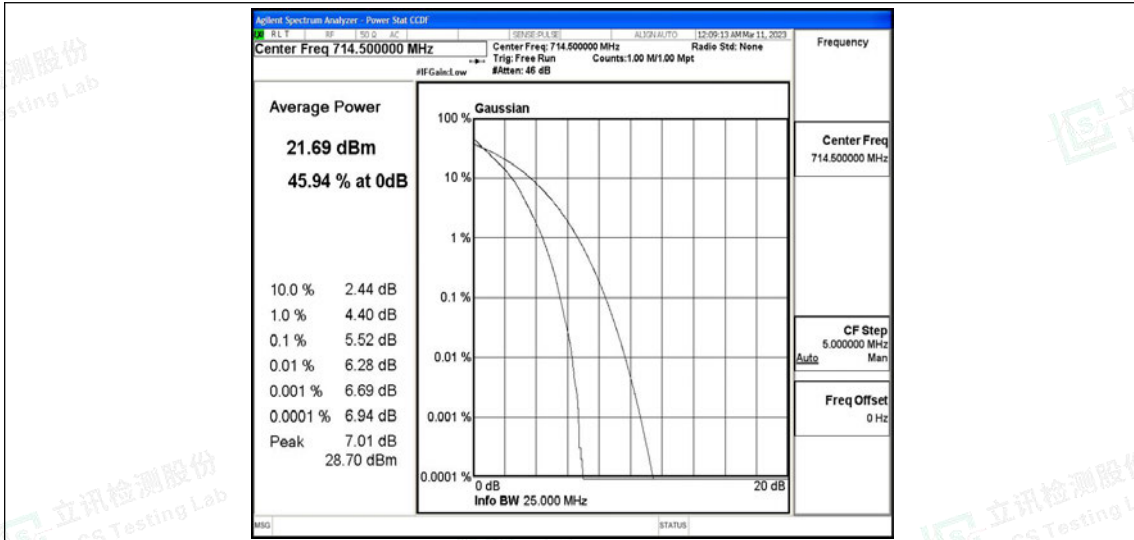 Agilent Spectrum Analyzer - Power Stat CCDF
RLT RF 50 Ω AC SENSE:PULSE ALIGNAUTO 12:09:13 AM Mar 11, 2023
Center Freq 714.500000 MHz
Center Freq: 714.500000 MHz Radio Std: None
Trig: Free Run Counts:1.00 M/1.00 Mpt
#IFGain:Low #Atten: 46 dB
Frequency
Average Power
21.69 dBm
45.94 % at 0dB
10.0 % 2.44 dB
1.0 % 4.40 dB
0.1 % 5.52 dB
0.01 % 6.28 dB
0.001 % 6.69 dB
0.0001 % 6.94 dB
Peak 7.01 dB
28.70 dBm
Gaussian
100 %
10 %
1 %
0.1 %
0.01 %
0.001 %
0.0001 %
0 dB 20 dB
Info BW 25.000 MHz
Center Freq
714.500000 MHz
CF Step
5.000000 MHz
Auto Man
Freq Offset
0 Hz
MSG STATUS
测股份
sting Lab
立讯检测股份
CS Testing Lab
立讯检测股份
CS Testing L
立